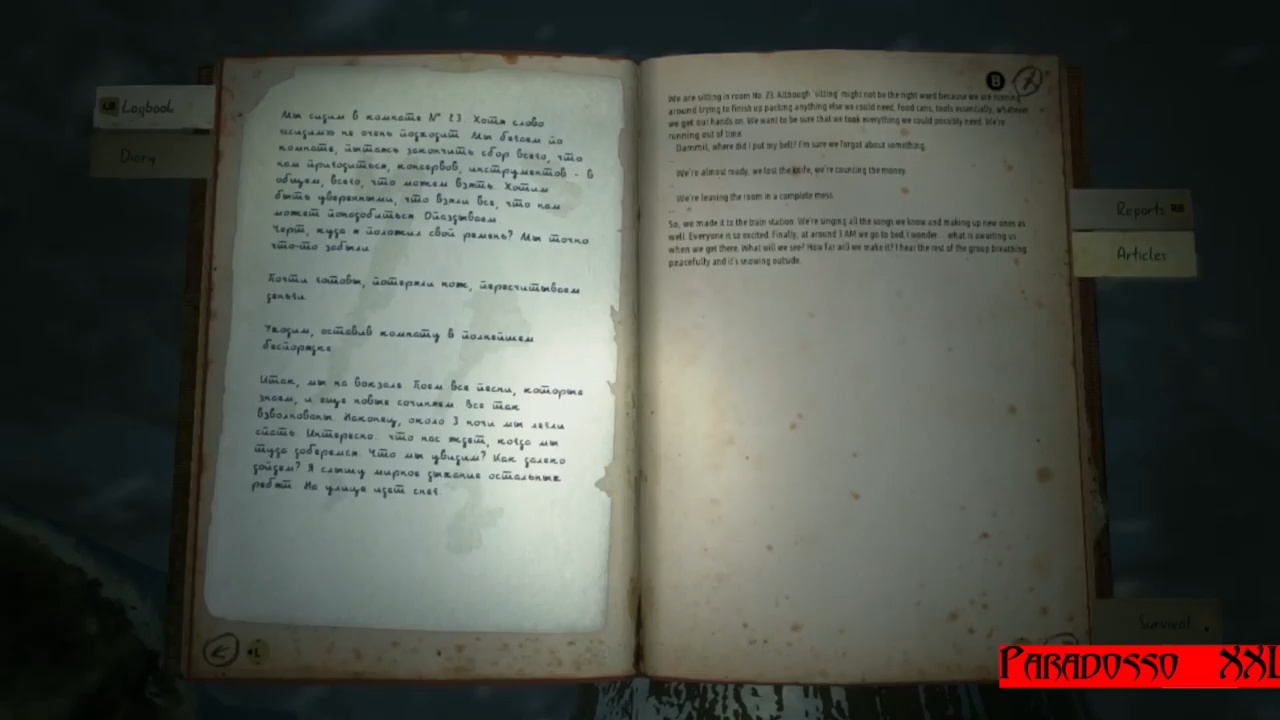 Logbook
Diary
Мы сидим в комнате № 23. Хотя слово
«сидим» не очень подходит. Мы бегаем по
комнате, пытаясь закончить сбор всего, что
нам пригодиться, консервов, инструментов - в
общем, всего, что можем взять. Хотим
быть уверенными, что взяли все, что нам
может понадобиться. Опаздываем
Черт, куда я положил свой ремень? Мы точно
что-то забыли
Почти готовы, потеряли нож, пересчитываем
деньги.
Уходим, оставив комнату в полнейшем
беспорядке
Итак, мы на вокзале. Поем все песни, которые
знаем, и еще новые сочиняем. Все так
взволнованы. Наконец, около 3 ночи мы легли
спать. Интересно.. что нас ждет, когда мы
туда доберемся. Что мы увидим? Как далеко
дойдем? Я слышу мирное дыхание остальных
ребят. На улице идет снег.
L
B
We are sitting in room No. 23. Although 'sitting' might not be the right word because we are running
around trying to finish up packing anything else we could need, food cans, tools essentially, whatever
we get our hands on. We want to be sure that we took everything we could possibly need. We're
running out of time.
Dammit, where did I put my belt? I'm sure we forgot about something.
We're almost ready, we lost the knife, we're counting the money.
We're leaving the room in a complete mess.
So, we made it to the train station. We're singing all the songs we know and making up new ones as
well. Everyone is so excited. Finally, at around 3 AM we go to bed. I wonder... what is awaiting us
when we get there. What will we see? How far will we make it? I hear the rest of the group breathing
peacefully and it's snowing outside.
Reports RB
Articles
Survival
Paradosso XXL